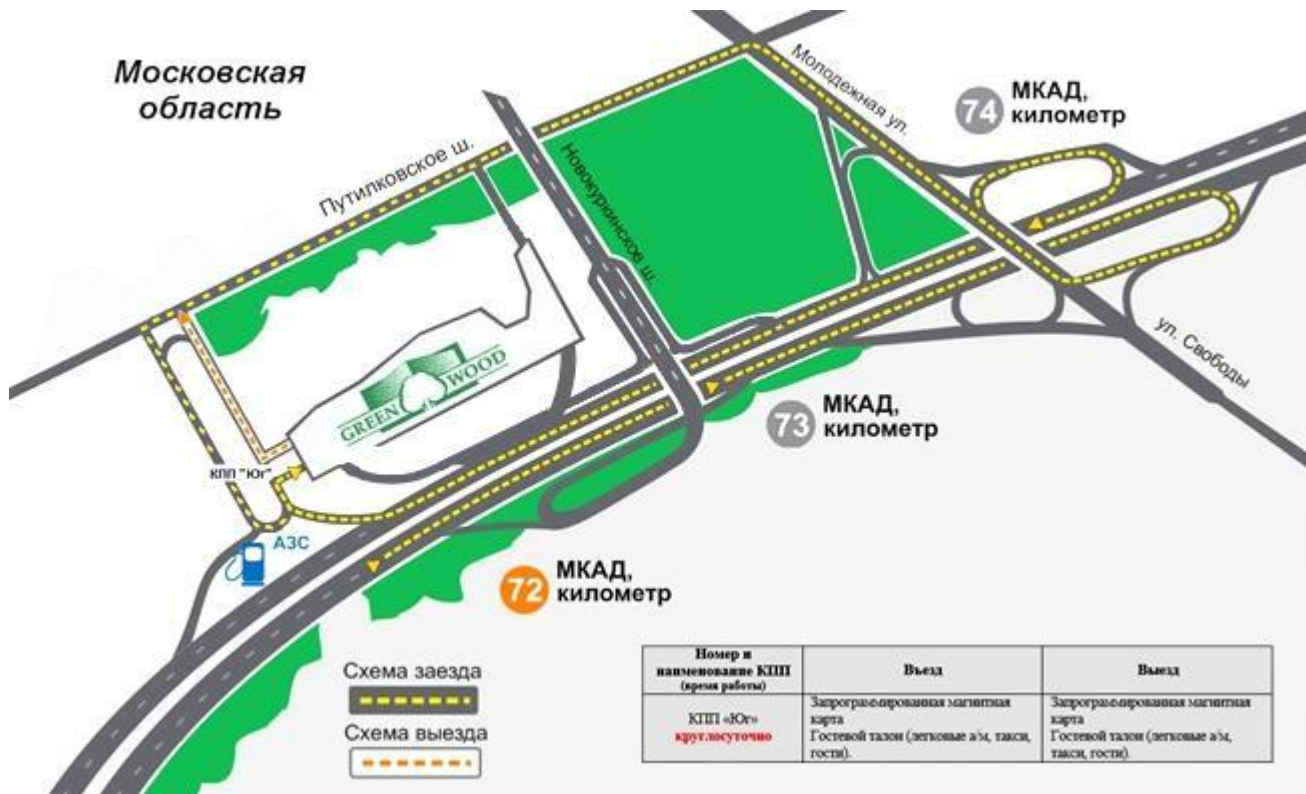 Московская
область
Путилковское ш.
Новокуркинское ш.
Молодежная ул.
74
МКАД,
километр
ул. Свободы
GREEN WOOD
КПП "Юг"
АЗС
73
МКАД,
километр
72
МКАД,
километр
Схема заезда
Схема выезда
Номер и
наименование КПП
(время работы)
Въезд
Выезд
КПП «Юг»
круглосуточно
Запрограммированная магнитная
карта
Гостевой талон (легковые а/м, такси,
гости).
Запрограммированная магнитная
карта
Гостевой талон (легковые а/м,
такси, гости).